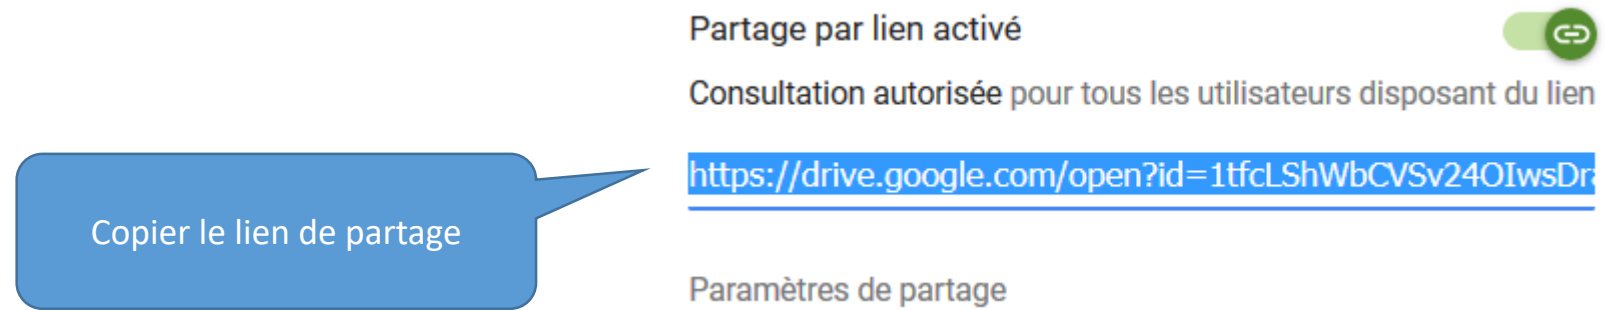 Partage par lien activé
Consultation autorisée pour tous les utilisateurs disposant du lien
https://drive.google.com/open?id=1tfcLShWbCVSv24OIwsDr
Copier le lien de partage
Paramètres de partage